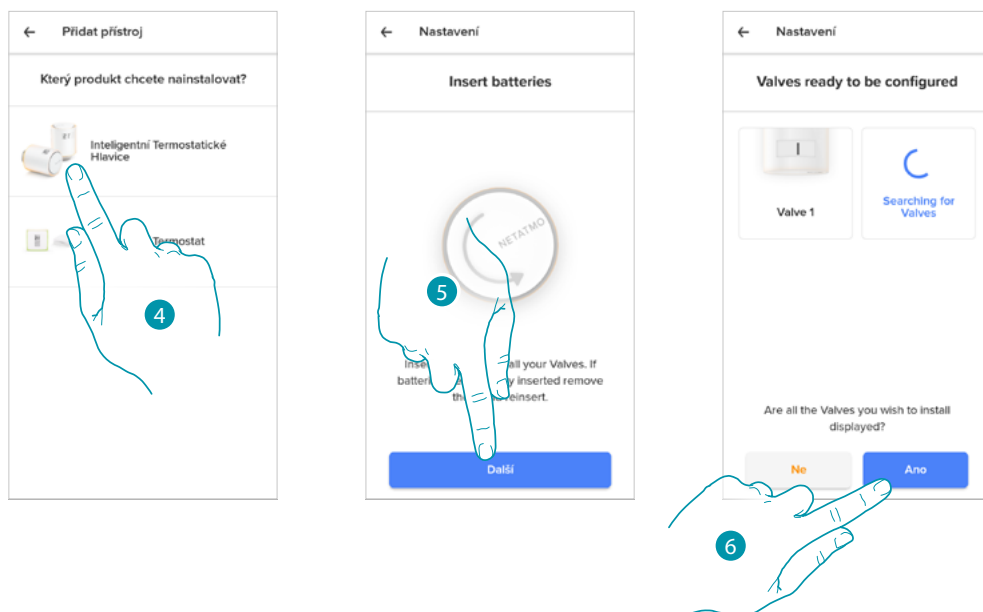 ← Přidat přístroj
Který produkt chcete nainstalovat?
Inteligentní Termostatické
Hlavice
Termostat
4
← Nastavení
Insert batteries
NETATMO
5
all your Valves. If
inserted remove
reinsert.
Další
← Nastavení
Valves ready to be configured
Valve 1
Searching for
Valves
Are all the Valves you wish to install
displayed?
Ne
Ano
6